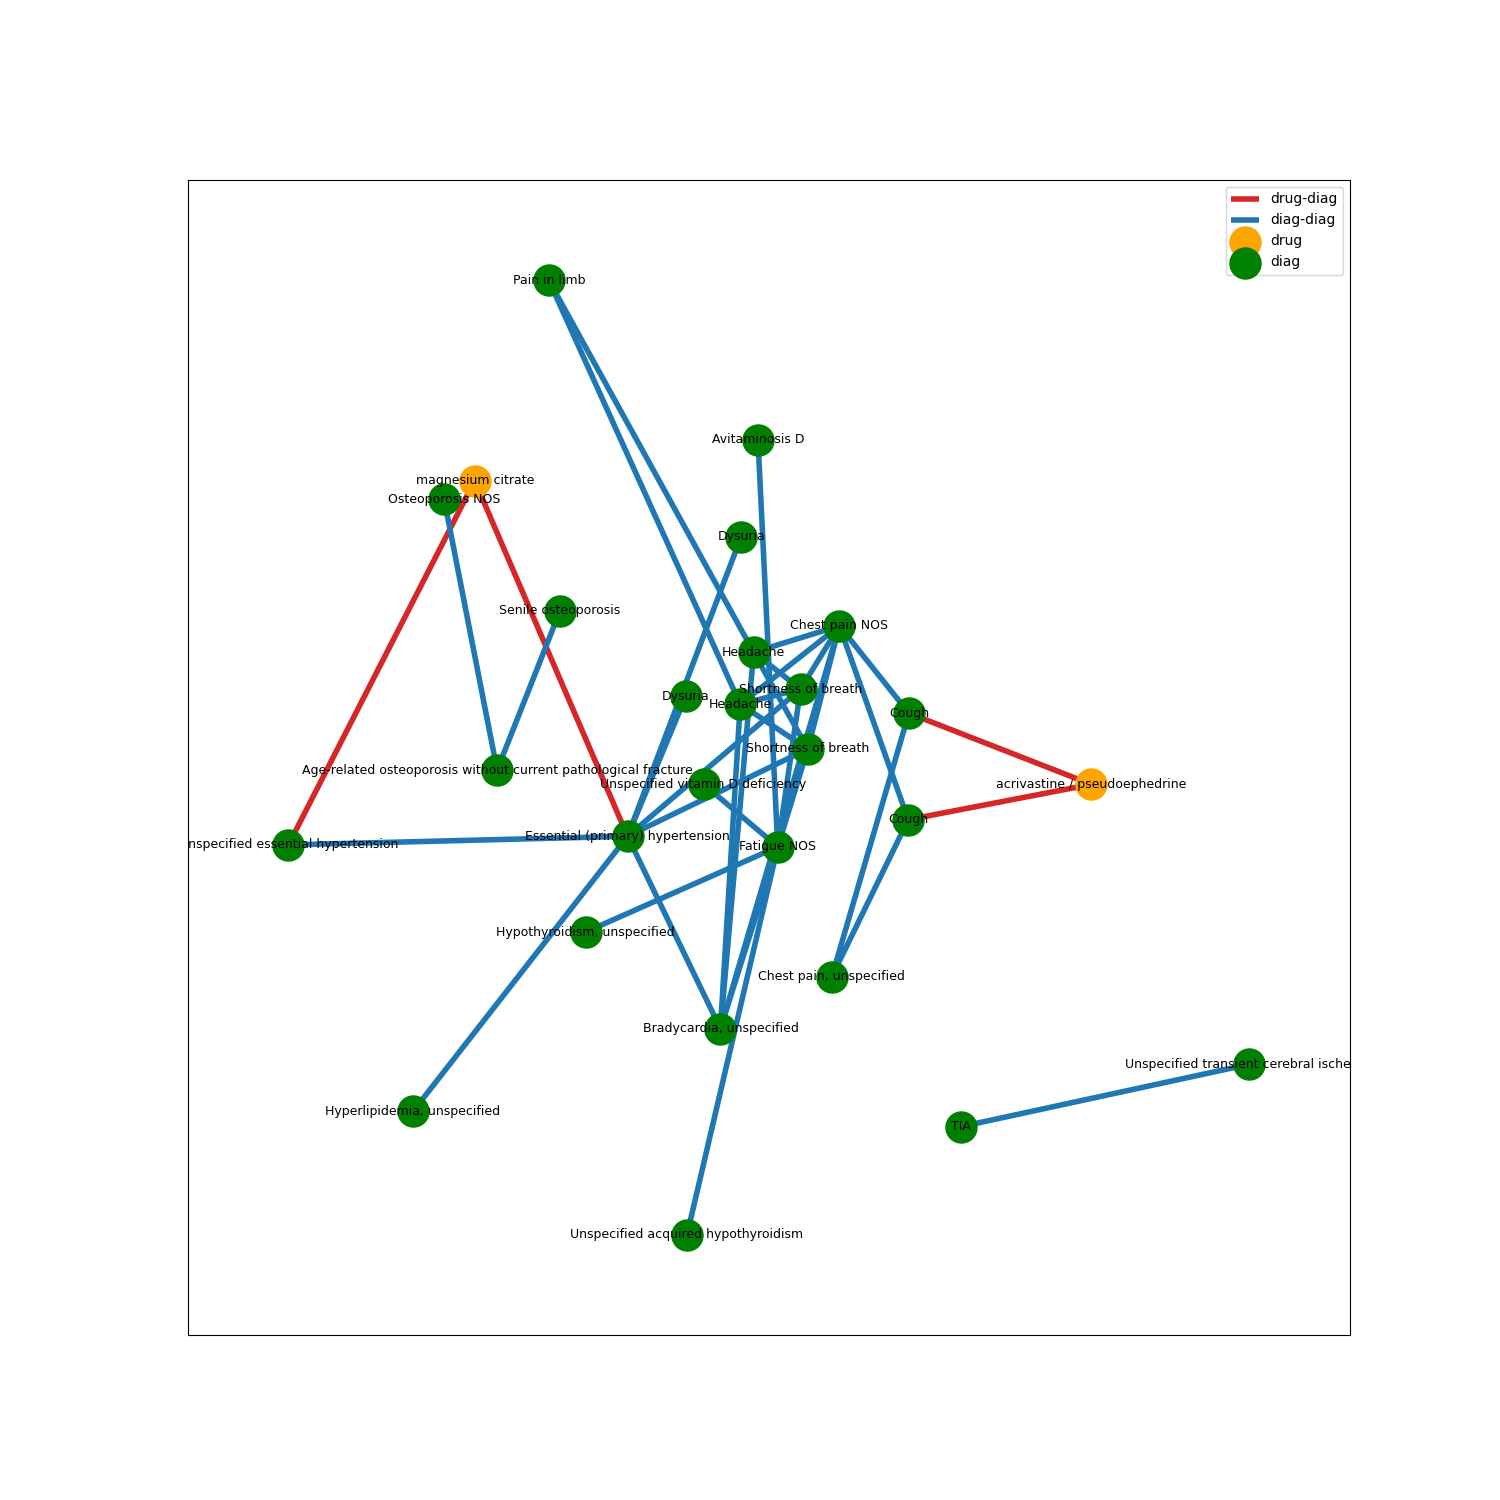 drug-diag
diag-diag
drug
diag
Pain in limb
Avitaminosis D
magnesium citrate
Osteoporosis NOS
Dysuria
Senile osteoporosis
Chest pain NOS
Headache
Shortness of breath
Dysuria
Headache
Cough
Shortness of breath
Age-related osteoporosis without current pathological fracture
Unspecified vitamin D deficiency
acrivastine / pseudoephedrine
Cough
Essential (primary) hypertension
nspecified essential hypertension
Fatigue NOS
Hypothyroidism, unspecified
Chest pain, unspecified
Bradycardia, unspecified
Unspecified transient cerebral ische
Hyperlipidemia, unspecified
TIA
Unspecified acquired hypothyroidism